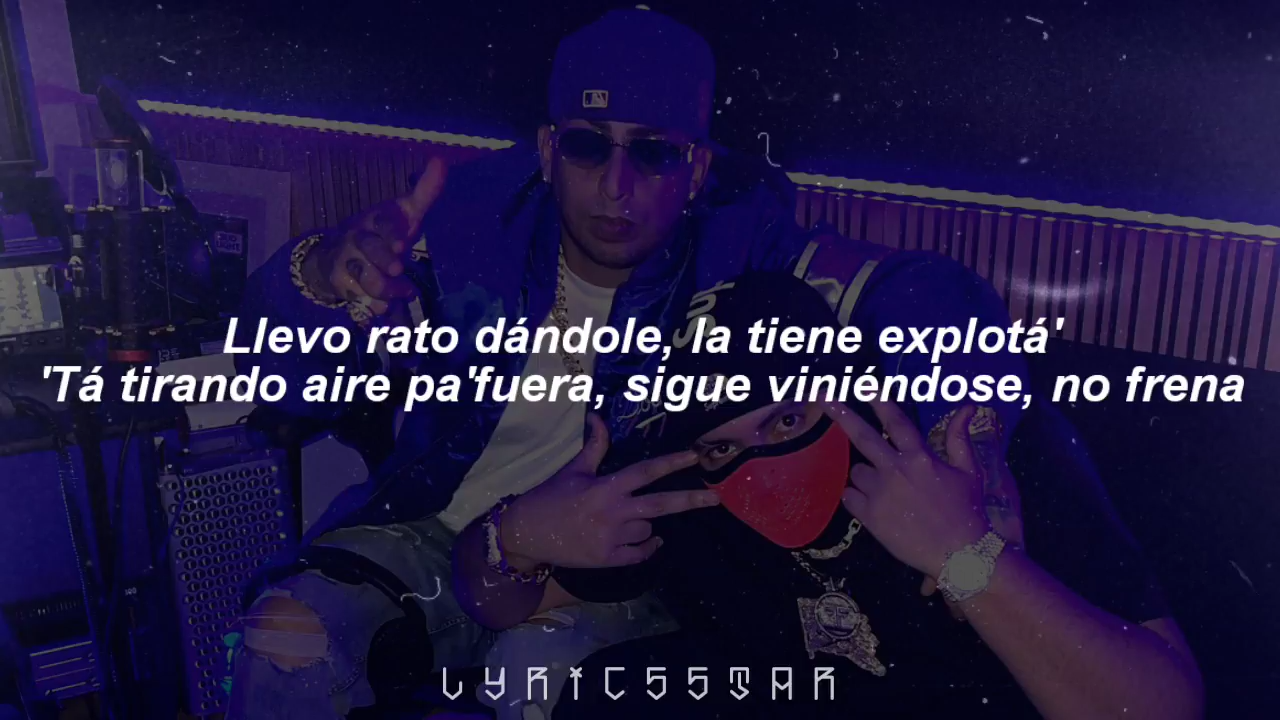 Llevo rato dándole, la tiene explotá'
'Tá tirando aire pa'fuera, sigue viniéndose, no frena
LYRICSSTAR